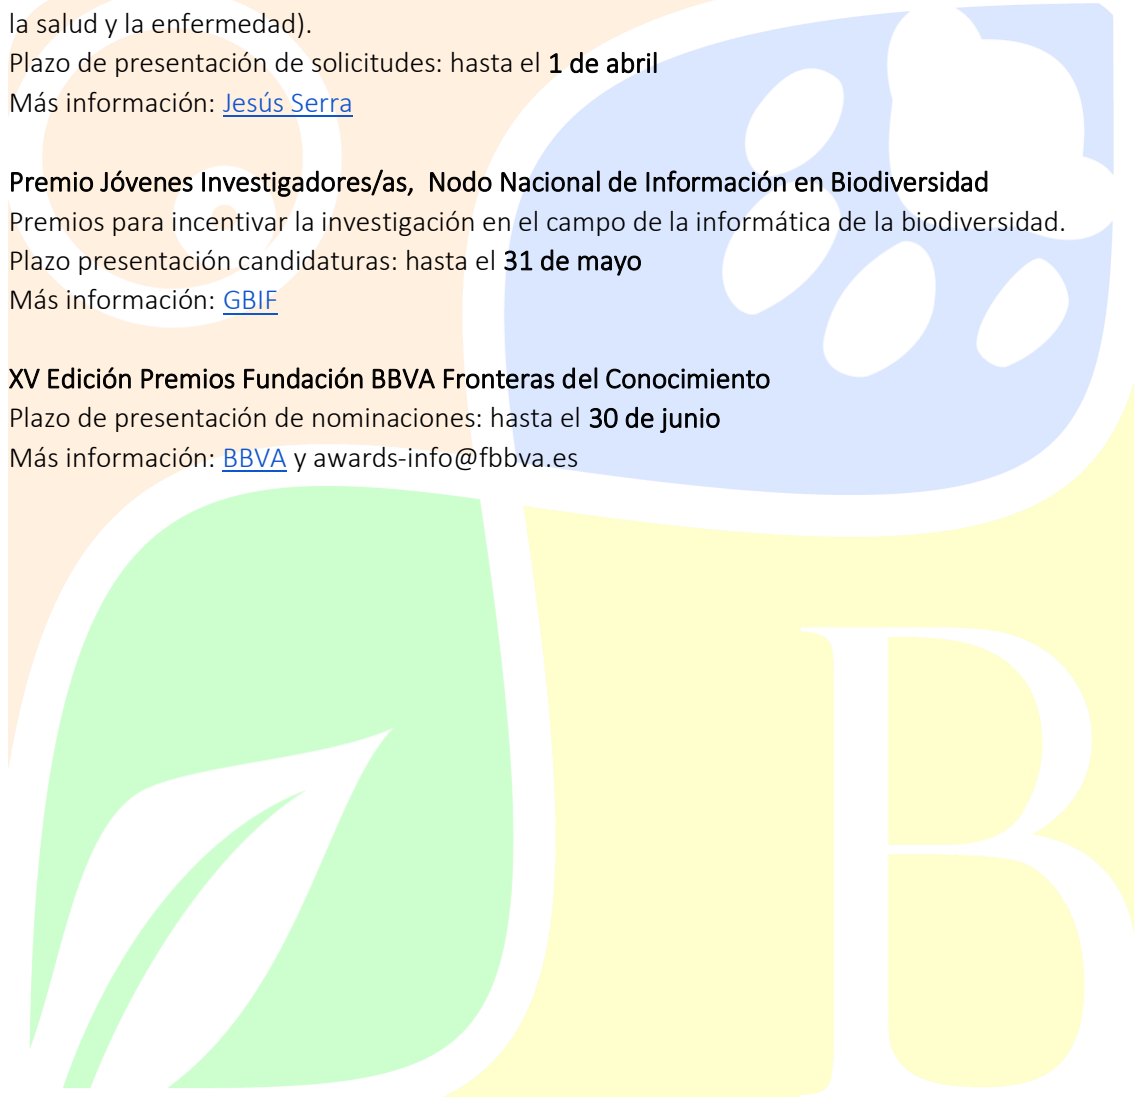 la salud y la enfermedad).
Plazo de presentación de solicitudes: hasta el 1 de abril
Más información: Jesús Serra
Premio Jóvenes Investigadores/as,  Nodo Nacional de Información en Biodiversidad
Premios para incentivar la investigación en el campo de la informática de la biodiversidad.
Plazo presentación candidaturas: hasta el 31 de mayo
Más información: GBIF
XV Edición Premios Fundación BBVA Fronteras del Conocimiento
Plazo de presentación de nominaciones: hasta el 30 de junio
Más información: BBVA y awards-info@fbbva.es
B